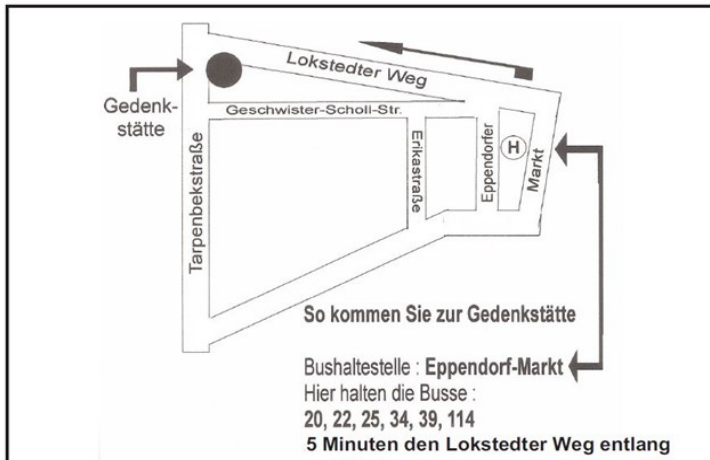 Lokstedter Weg
Gedenk-
stätte
Geschwister-Scholl-Str.
Tarpenbekstraße
Erikastraße
Eppendorfer
H
Markt
So kommen Sie zur Gedenkstätte
Bushaltestelle : Eppendorf-Markt
Hier halten die Busse :
20, 22, 25, 34, 39, 114
5 Minuten den Lokstedter Weg entlang